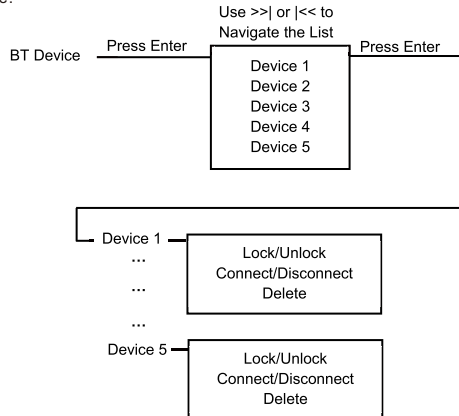 Use >>| or |<< to
Navigate the List
BT Device
Press Enter
Press Enter
Device 1
Device 2
Device 3
Device 4
Device 5
Device 1
Lock/Unlock
Connect/Disconnect
Delete
...
...
...
Device 5
Lock/Unlock
Connect/Disconnect
Delete